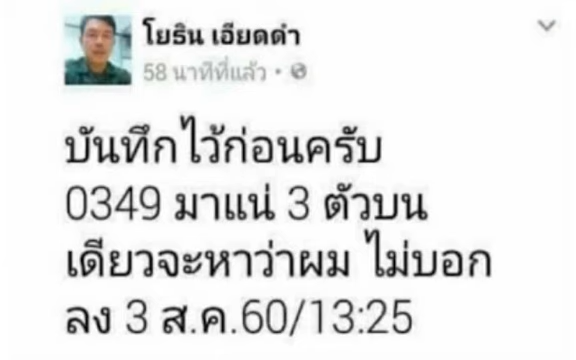 โยธิน เอียดดำ
58 นาทีที่แล้ว ·
บันทึกไว้ก่อนครับ
0349 มาแน่ 3 ตัวบน
เดียวจะหาว่าผม ไม่บอก
ลง 3 ส.ค.60/13:25